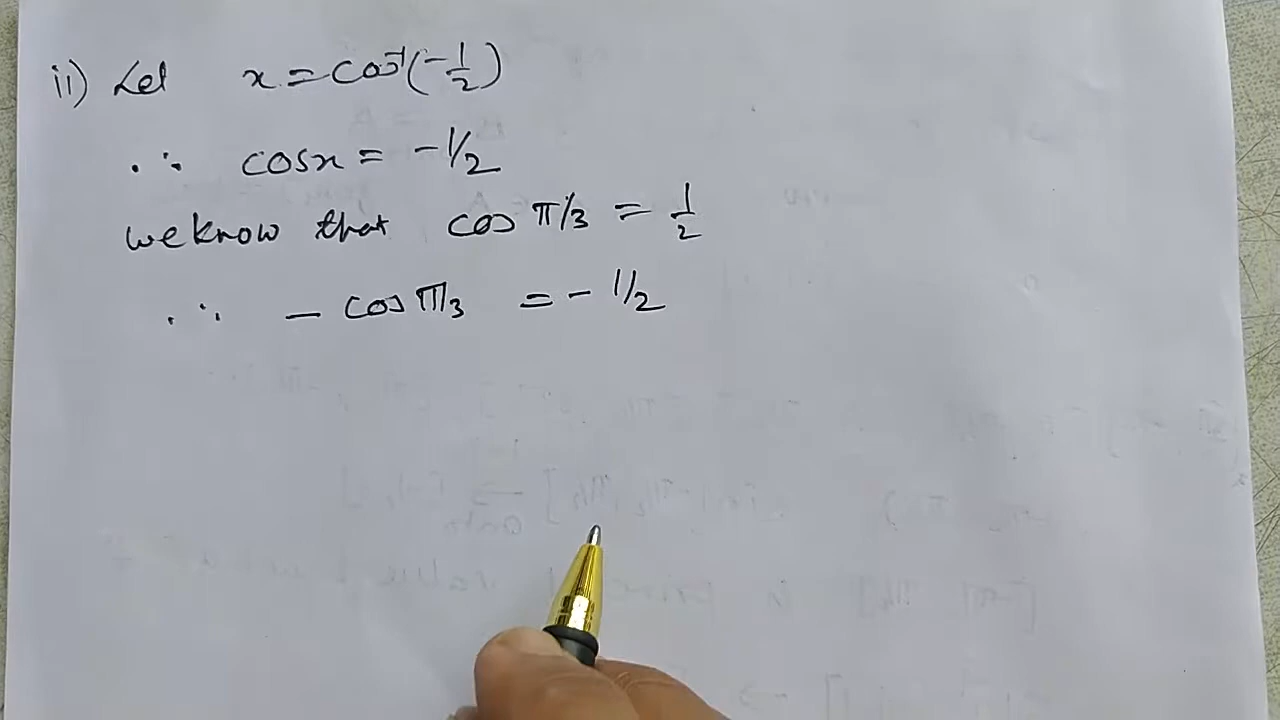 ii) Let x = cos⁻¹(-1/2)
∴ cosx = -1/2
we know that cos π/3 = 1/2
∴ - cos π/3 = - 1/2